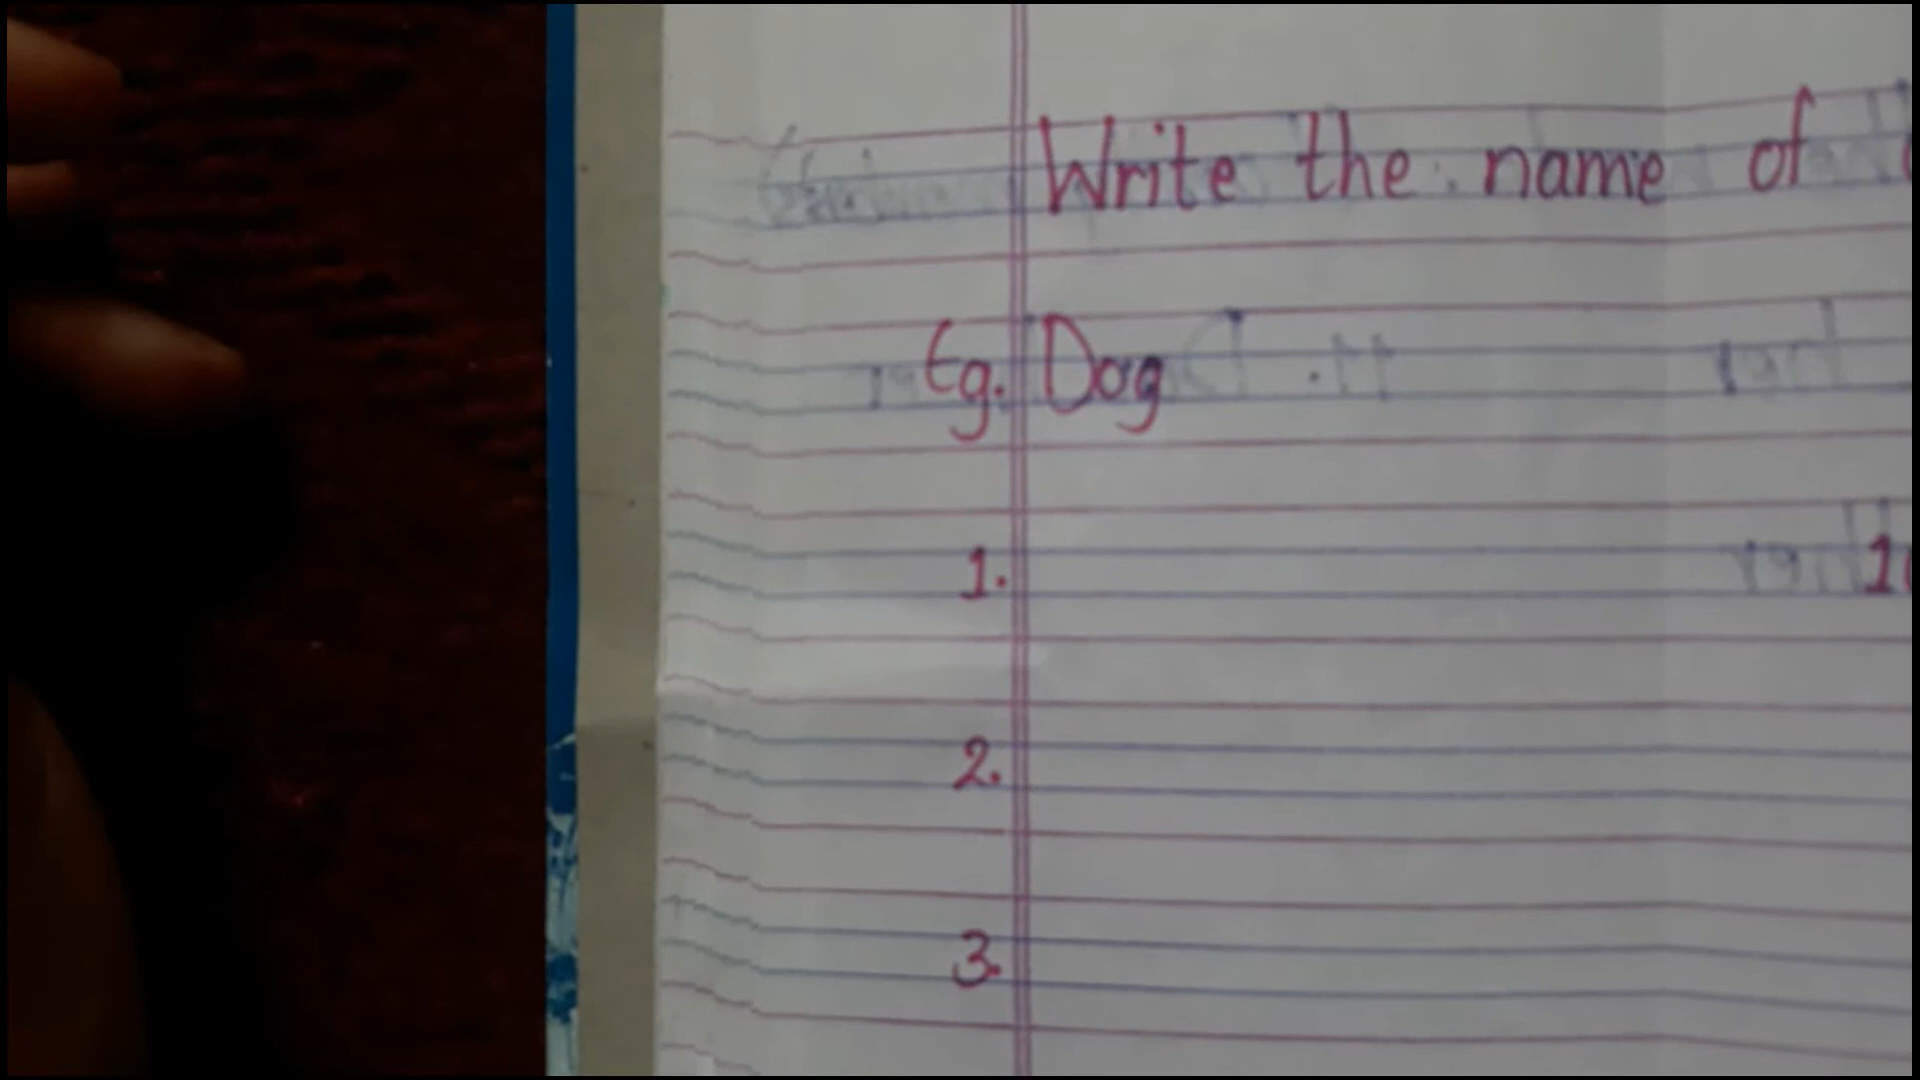 Write the name of
Eg. Dog
1.
2.
3.